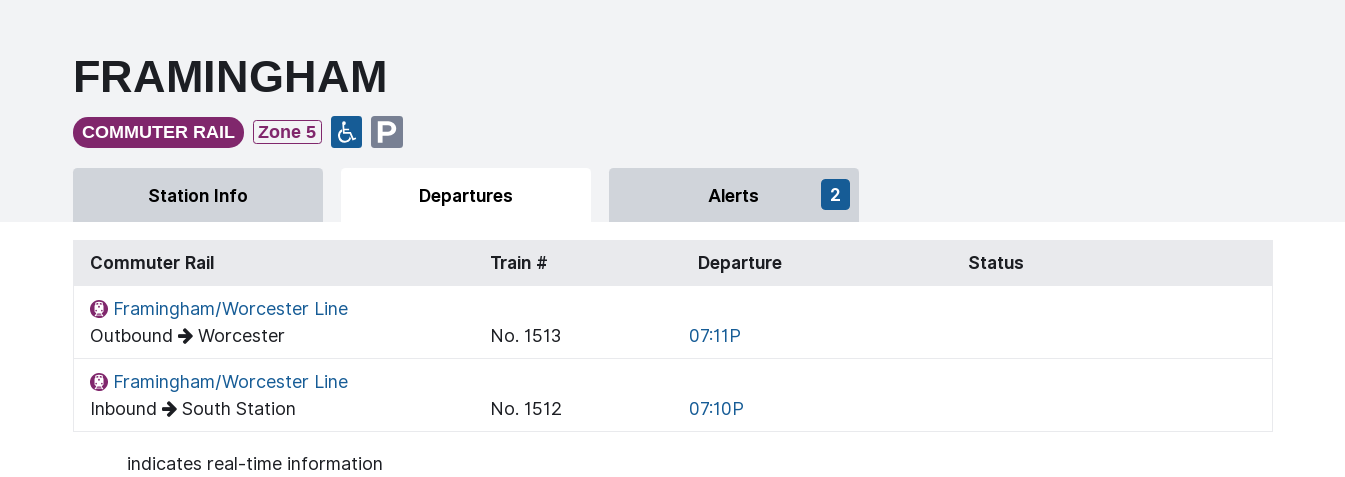 FRAMINGHAM
COMMUTER RAIL Zone 5 P
Station Info Departures Alerts 2
Commuter Rail Train # Departure Status
Framingham/Worcester Line
Outbound → Worcester No. 1513 07:11P
Framingham/Worcester Line
Inbound → South Station No. 1512 07:10P
indicates real-time information